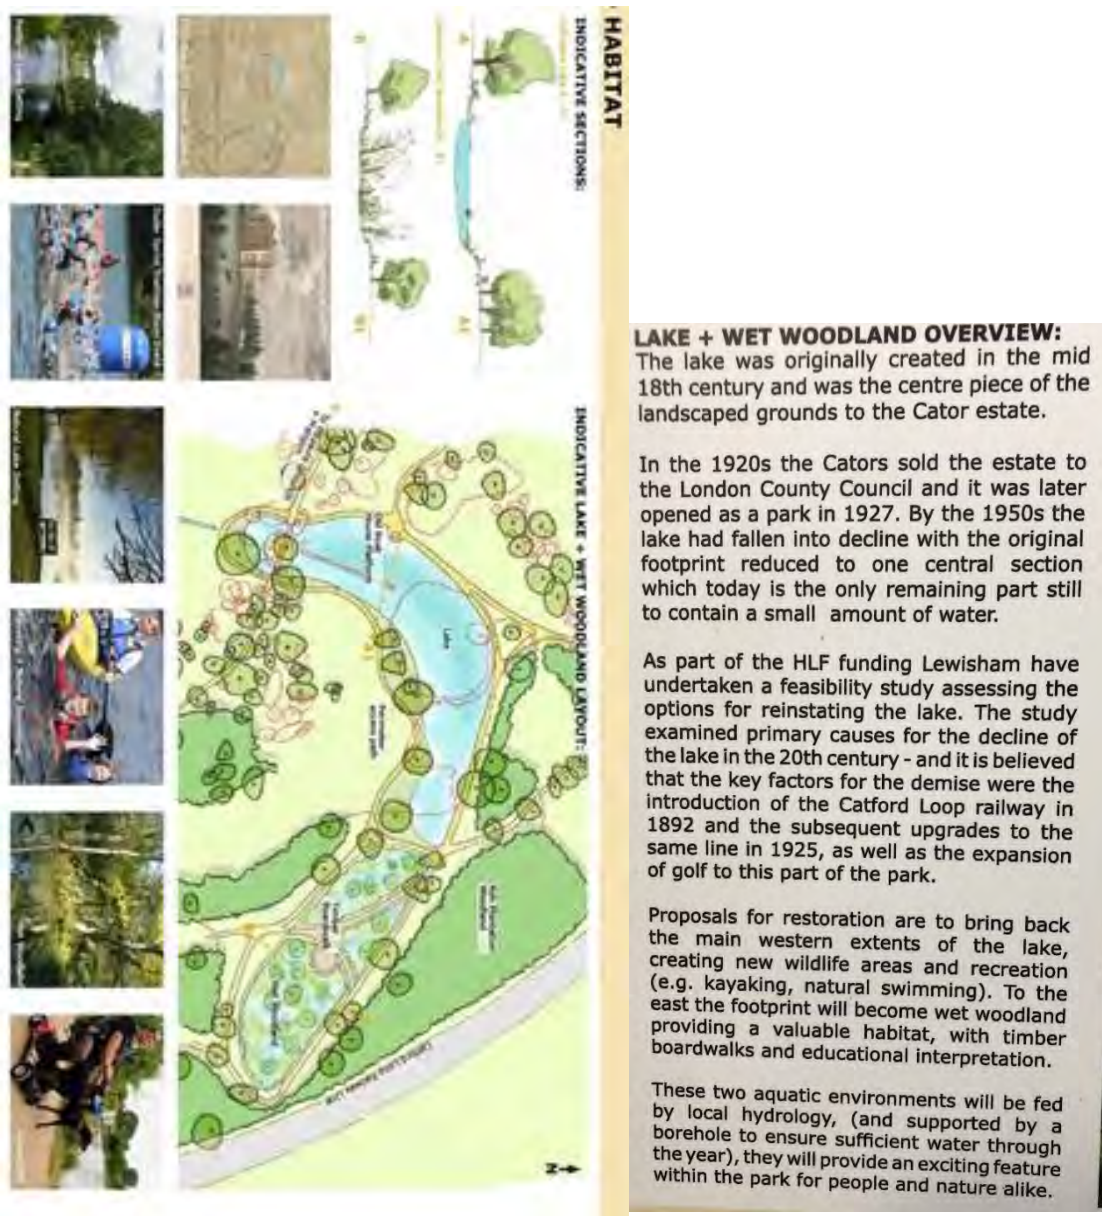 HABITAT
INDICATIVE SECTIONS:
A
A1
B
B1
INDICATIVE LAKE + WET WOODLAND LAYOUT:
Lake
Wet Woodland
Catford Loop Railway Line
N
Natural Lake Setting
LAKE + WET WOODLAND OVERVIEW:
The lake was originally created in the mid
18th century and was the centre piece of the
landscaped grounds to the Cator estate.
In the 1920s the Cators sold the estate to
the London County Council and it was later
opened as a park in 1927. By the 1950s the
lake had fallen into decline with the original
footprint reduced to one central section
which today is the only remaining part still
to contain a small amount of water.
As part of the HLF funding Lewisham have
undertaken a feasibility study assessing the
options for reinstating the lake. The study
examined primary causes for the decline of
the lake in the 20th century - and it is believed
that the key factors for the demise were the
introduction of the Catford Loop railway in
1892 and the subsequent upgrades to the
same line in 1925, as well as the expansion
of golf to this part of the park.
Proposals for restoration are to bring back
the main western extents of the lake,
creating new wildlife areas and recreation
(e.g. kayaking, natural swimming). To the
east the footprint will become wet woodland
providing a valuable habitat, with timber
boardwalks and educational interpretation.
These two aquatic environments will be fed
by local hydrology, (and supported by a
borehole to ensure sufficient water through
the year), they will provide an exciting feature
within the park for people and nature alike.